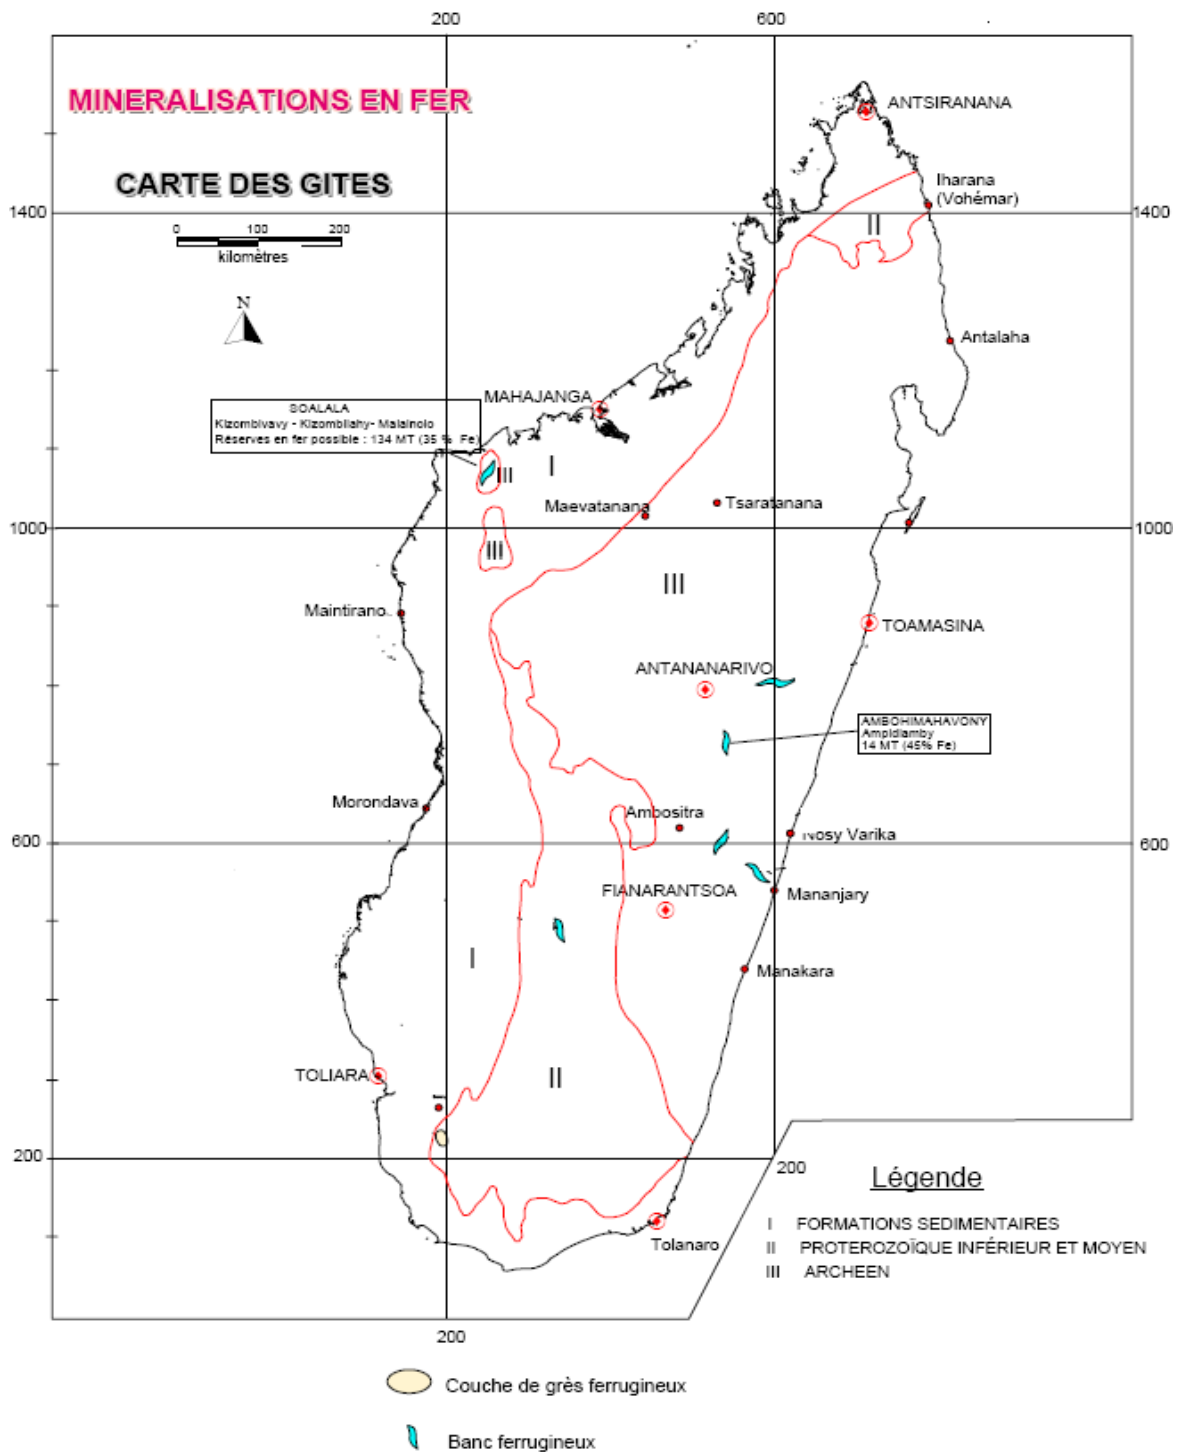 200
600
MINERALISATIONS EN FER
ANTSIRANANA
CARTE DES GITES
Iharana
(Vohémar)
1400
1400
II
0 100 200
kilomètres
N
Antalaha
MAHAJANGA
SOALALA
Kizombivavy - Kizombilahy- Malainolo
Réserves en fer possible : 134 MT (35 % Fe)
I
III
Maevatanana
Tsaratanana
1000
1000
III
III
Maintirano
TOAMASINA
ANTANANARIVO
AMBOHIMAHAVONY
Ampidiamby
14 MT (45% Fe)
Morondava
Ambositra
600
Nosy Varika
600
FIANARANTSOA
Mananjary
I
Manakara
TOLIARA
II
200
200
Légende
Tolanaro
I FORMATIONS SEDIMENTAIRES
II PROTEROZOÏQUE INFÉRIEUR ET MOYEN
III ARCHEEN
200
Couche de grès ferrugineux
Banc ferrugineux